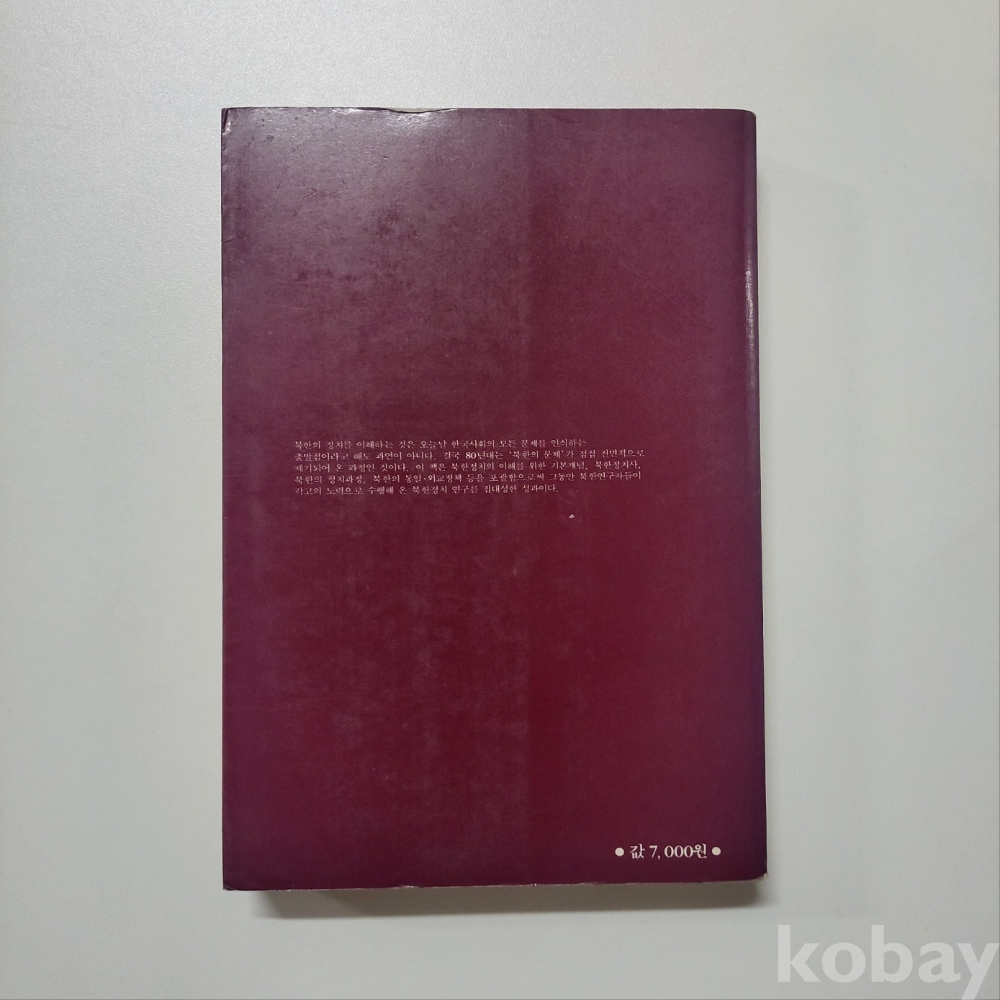 북한의 정치를 이해하는 것은 오늘날 한국사회의 모든 문제를 인식하는
출발점이라고 해도 과언이 아니다. 결국 80년대는 '북한의 문제'가 점점 전면적으로
제기되어 온 과정인 것이다. 이 책은 북한정치의 이해를 위한 기본개념, 북한정치사,
북한의 정치과정, 북한의 통일·외교정책 등을 포괄함으로써 그동안 북한연구자들이
각고의 노력으로 수행해 온 북한정치 연구를 집대성한 성과이다.
● 값 7,000원 ●
kobay